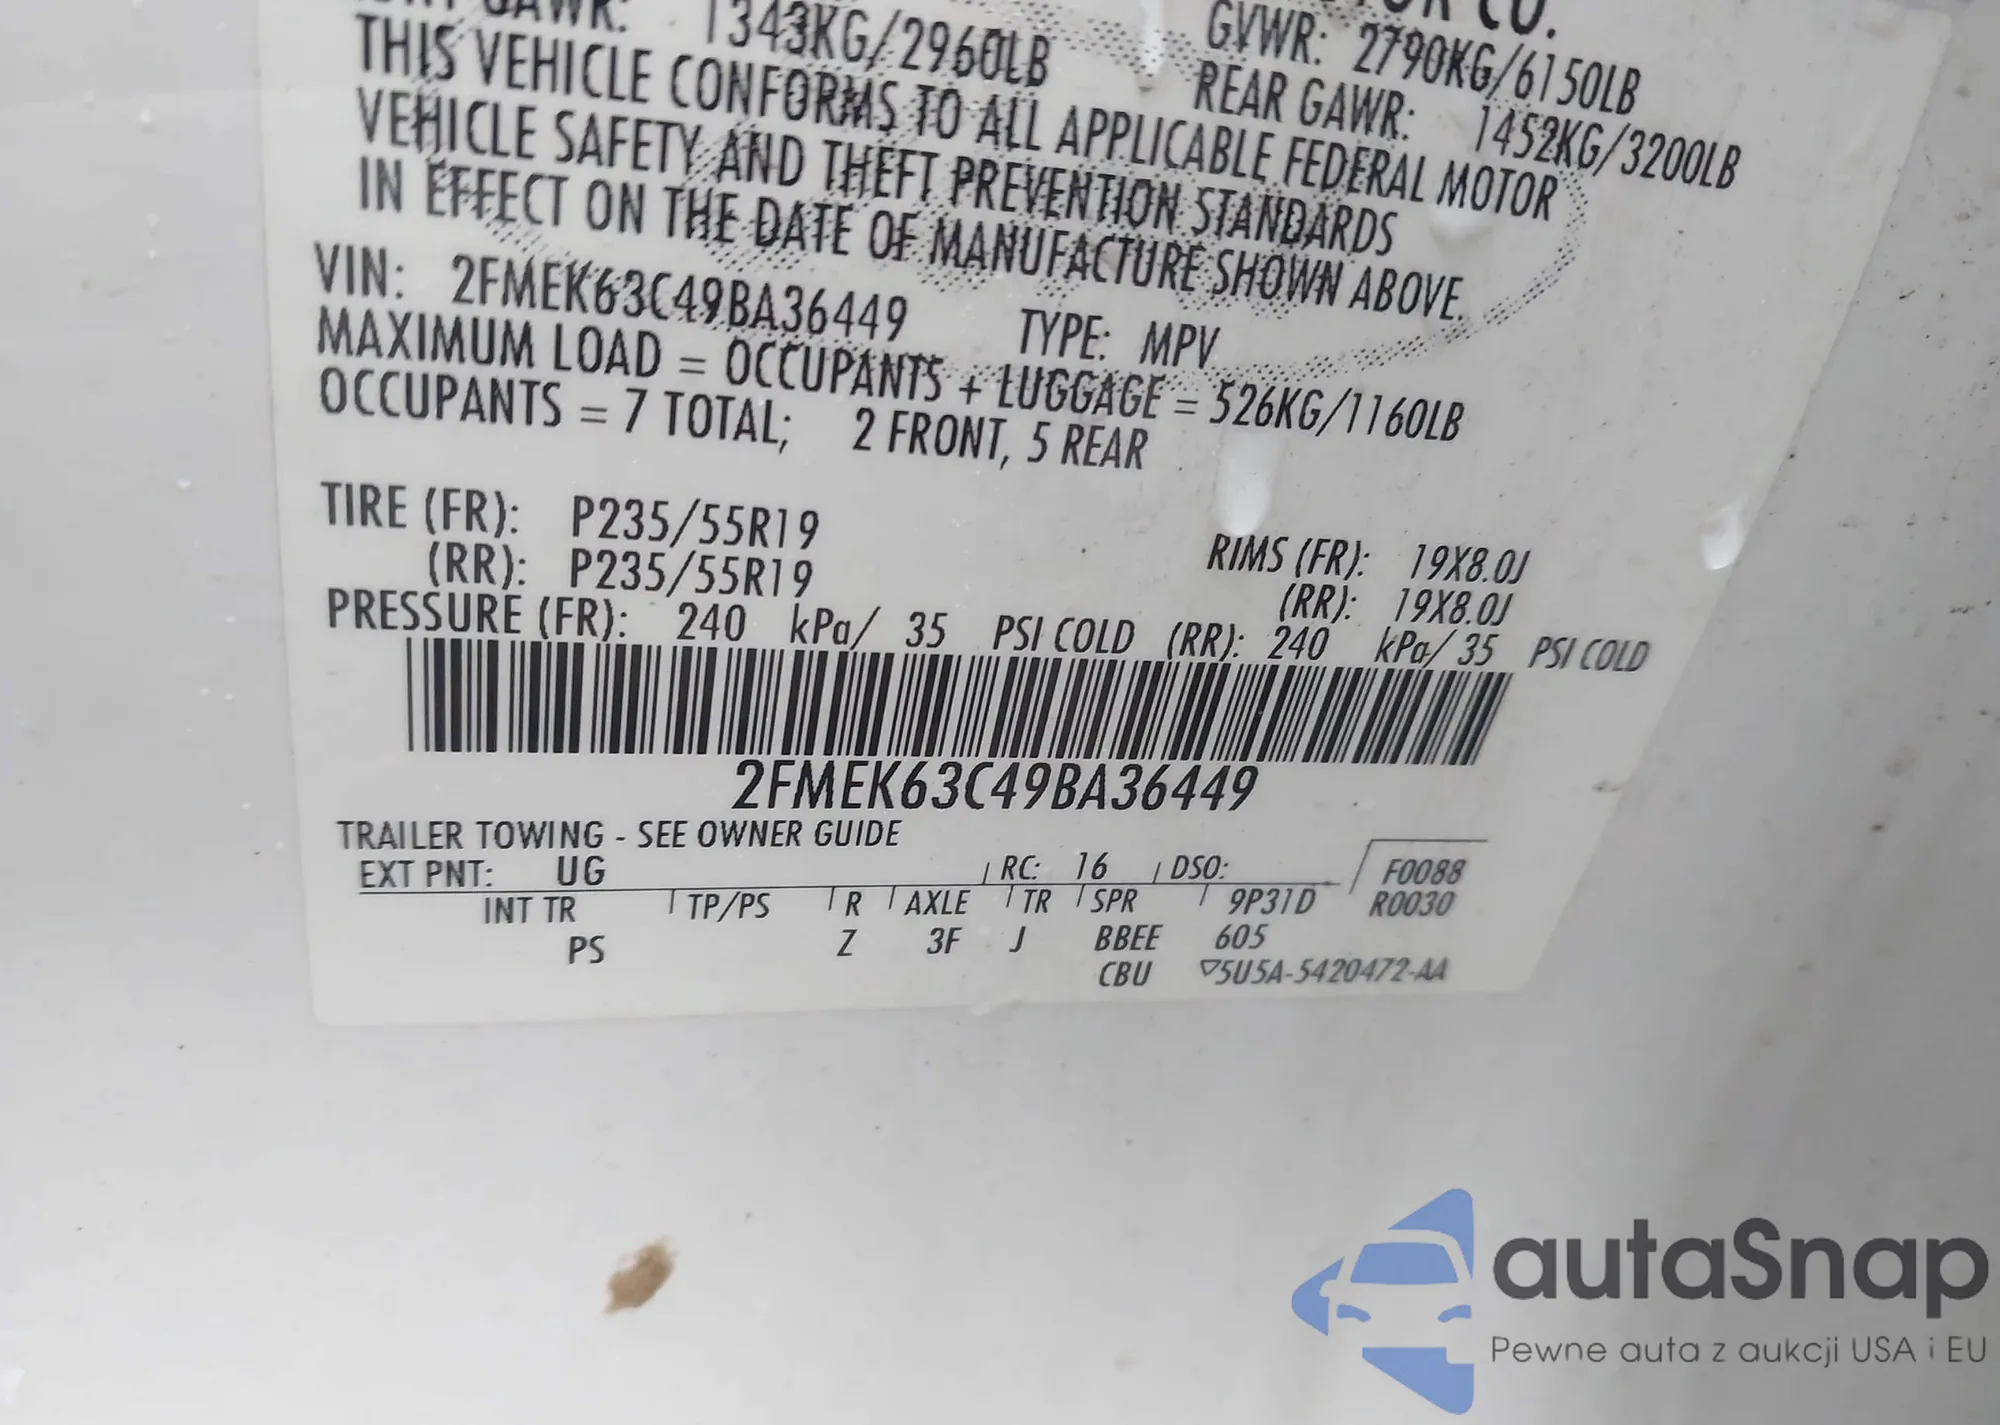 GAWR: 1343KG/2960LB
CO.
GVWR: 2790KG/6150LB
REAR GAWR: 1452KG/3200LB
THIS VEHICLE CONFORMS TO ALL APPLICABLE FEDERAL MOTOR
VEHICLE SAFETY AND THEFT PREVENTION STANDARDS
IN EFFECT ON THE DATE OF MANUFACTURE SHOWN ABOVE.
VIN: 2FMEK63C49BA36449 TYPE: MPV
MAXIMUM LOAD = OCCUPANTS + LUGGAGE = 526KG/1160LB
OCCUPANTS = 7 TOTAL; 2 FRONT, 5 REAR
TIRE (FR): P235/55R19 RIMS (FR): 19X8.0J
(RR): P235/55R19 (RR): 19X8.0J
PRESSURE (FR): 240 kPa/ 35 PSI COLD (RR): 240 kPa/ 35 PSI COLD
2FMEK63C49BA36449
TRAILER TOWING - SEE OWNER GUIDE
EXT PNT: UG RC: 16 DSO: F0088
INT TR TP/PS R AXLE TR SPR 9P31D R0030
PS Z 3F J BBEE 605
CBU ▽5U5A-5420472-AA
autoSnap
Pewne auta z aukcji USA i EU